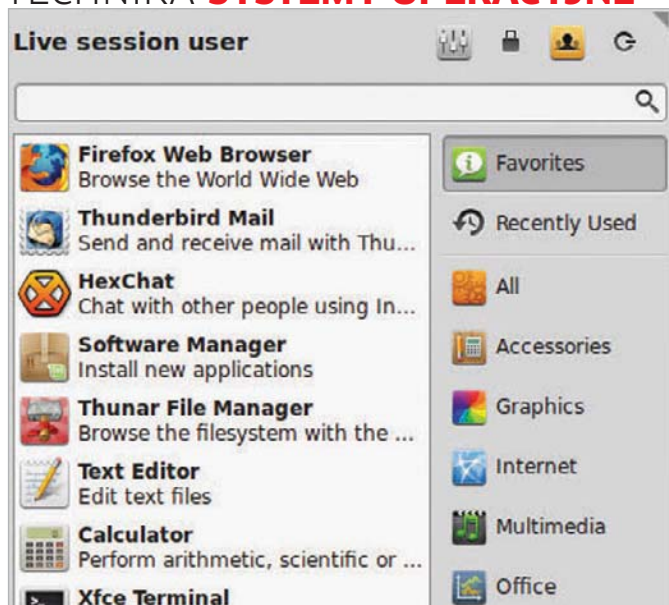 TECHNIKA SYSTEMY OPERACYJNE
Live session user
Firefox Web Browser
Browse the World Wide Web
Thunderbird Mail
Send and receive mail with Thu...
HexChat
Chat with other people using In...
Software Manager
Install new applications
Thunar File Manager
Browse the filesystem with the ...
Text Editor
Edit text files
Calculator
Perform arithmetic, scientific or ...
Xfce Terminal
Favorites
Recently Used
All
Accessories
Graphics
Internet
Multimedia
Office